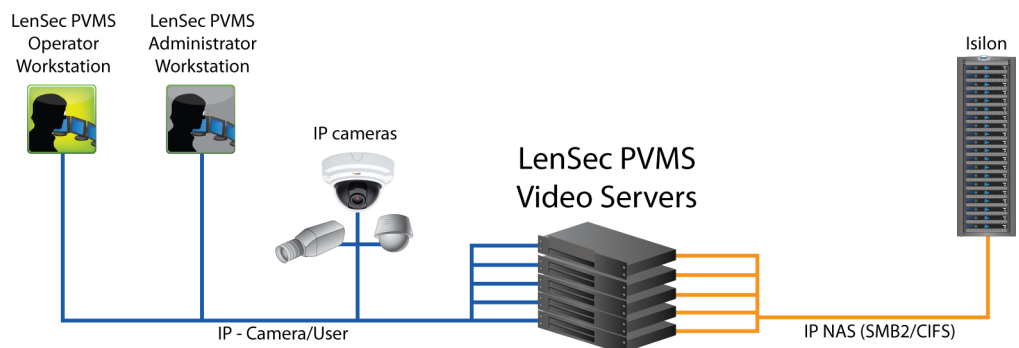 LenSec PVMS
Operator
Workstation
LenSec PVMS
Administrator
Workstation
IP cameras
LenSec PVMS
Video Servers
Isilon
IP - Camera/User
IP NAS (SMB2/CIFS)